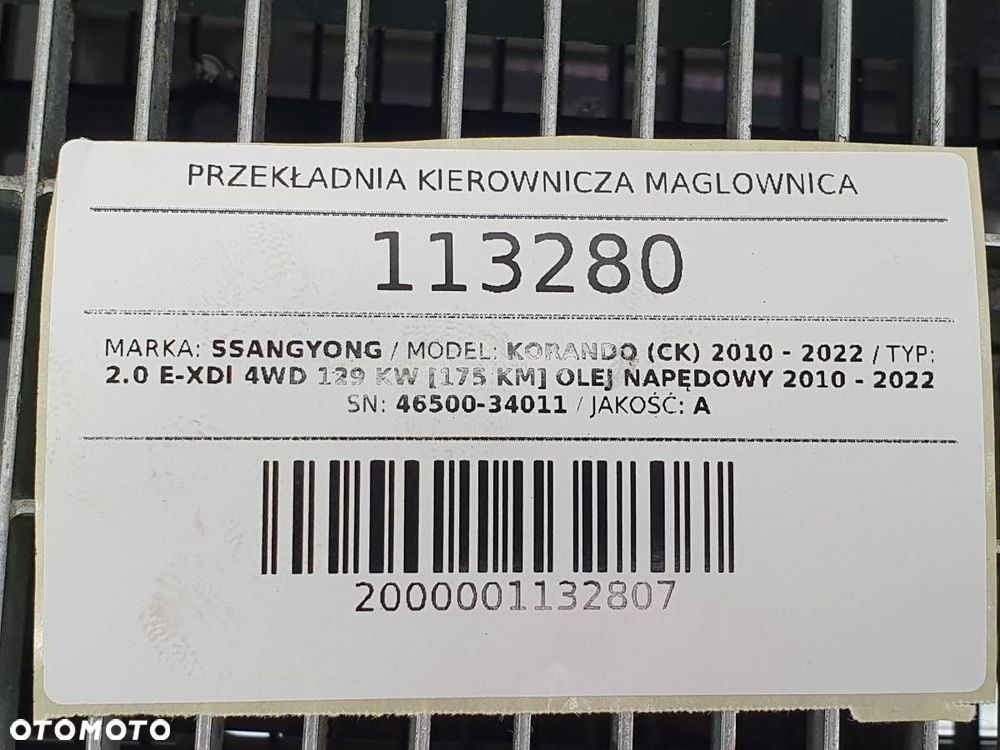 PRZEKŁADNIA KIEROWNICZA MAGLOWNICA
113280
MARKA: SSANGYONG / MODEL: KORANDO (CK) 2010 - 2022 / TYP:
2.0 E-XDI 4WD 129 KW [175 KM] OLEJ NAPĘDOWY 2010 - 2022
SN: 46500-34011 / JAKOŚĆ: A
2000001132807
OTOMOTO